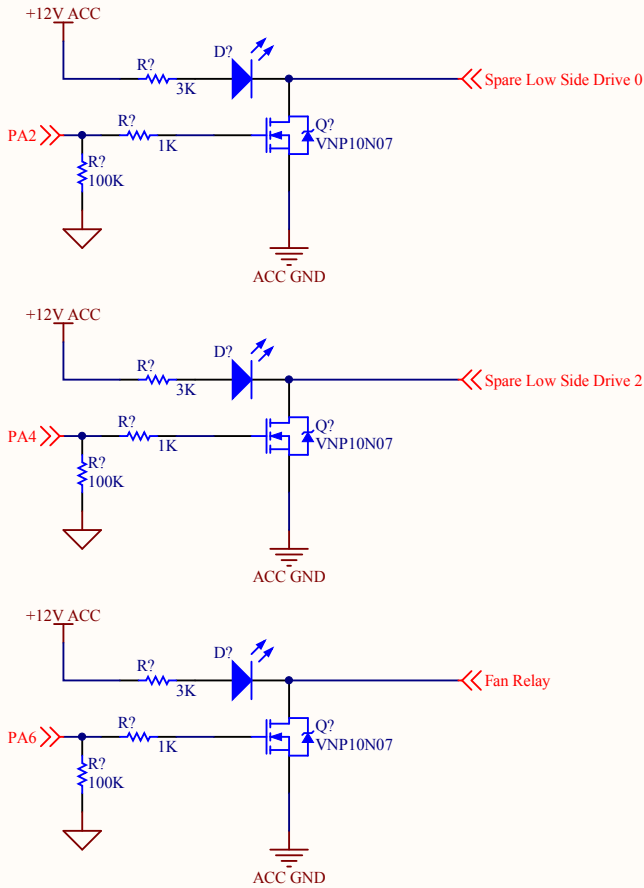 +12V ACC
R?
3K
D?
Spare Low Side Drive 0
PA2
R?
1K
Q?
VNP10N07
R?
100K
ACC GND
+12V ACC
R?
3K
D?
Spare Low Side Drive 2
PA4
R?
1K
Q?
VNP10N07
R?
100K
ACC GND
+12V ACC
R?
3K
D?
Fan Relay
PA6
R?
1K
Q?
VNP10N07
R?
100K
ACC GND